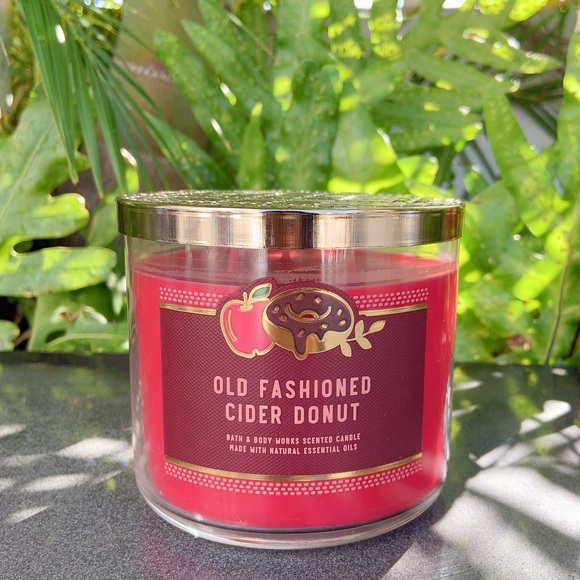 OLD FASHIONED
CIDER DONUT
BATH & BODY WORKS SCENTED CANDLE
MADE WITH NATURAL ESSENTIAL OILS